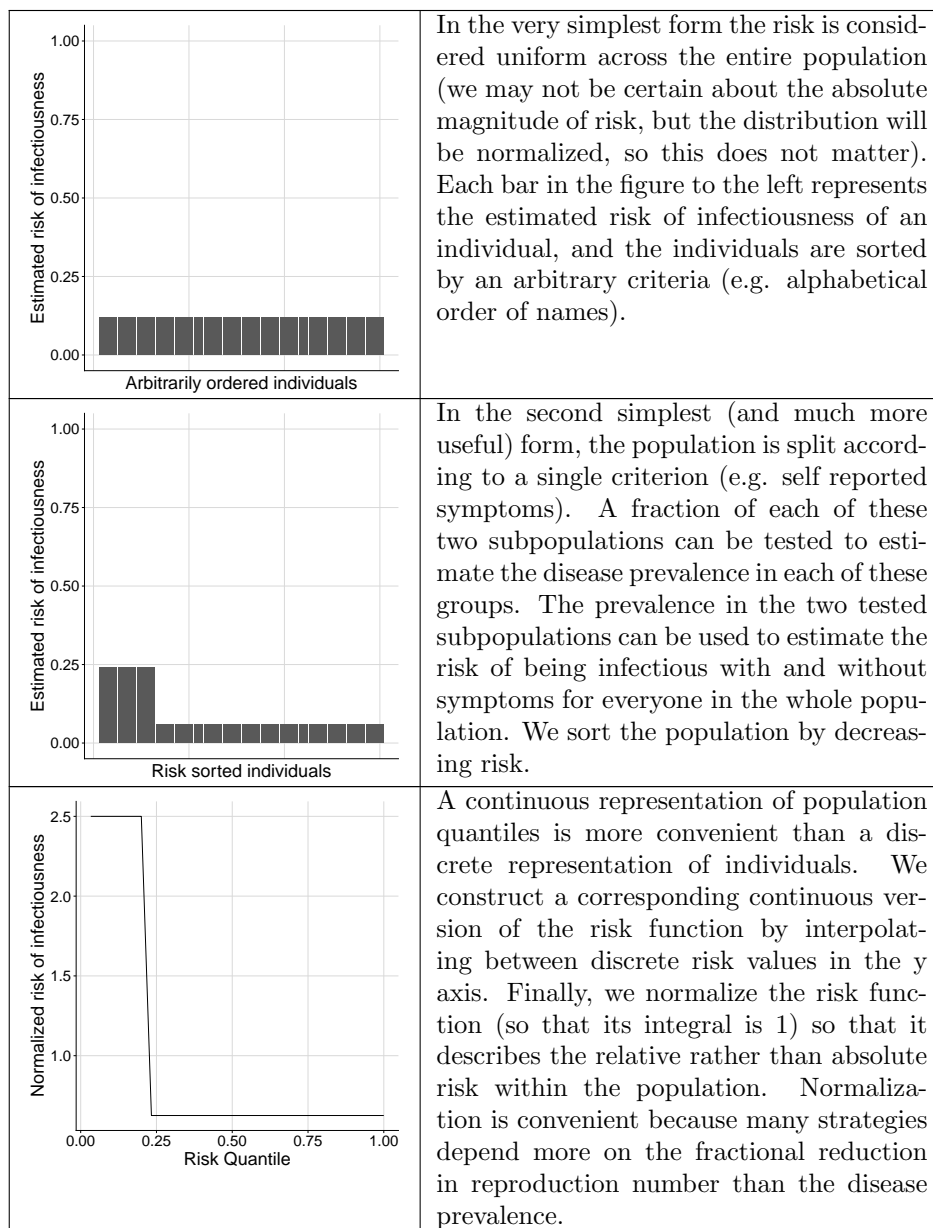 1.00
0.75
0.50
0.25
0.00
Estimated risk of infectiousness
Arbitrarily ordered individuals
In the very simplest form the risk is consid-
ered uniform across the entire population
(we may not be certain about the absolute
magnitude of risk, but the distribution will
be normalized, so this does not matter).
Each bar in the figure to the left represents
the estimated risk of infectiousness of an
individual, and the individuals are sorted
by an arbitrary criteria (e.g. alphabetical
order of names).
1.00
0.75
0.50
0.25
0.00
Estimated risk of infectiousness
Risk sorted individuals
In the second simplest (and much more
useful) form, the population is split accord-
ing to a single criterion (e.g. self reported
symptoms). A fraction of each of these
two subpopulations can be tested to esti-
mate the disease prevalence in each of these
groups. The prevalence in the two tested
subpopulations can be used to estimate the
risk of being infectious with and without
symptoms for everyone in the whole popu-
lation. We sort the population by decreas-
ing risk.
2.5
2.0
1.5
1.0
Normalized risk of infectiousness
0.00 0.25 0.50 0.75 1.00
Risk Quantile
A continuous representation of population
quantiles is more convenient than a dis-
crete representation of individuals. We
construct a corresponding continuous ver-
sion of the risk function by interpolat-
ing between discrete risk values in the y
axis. Finally, we normalize the risk func-
tion (so that its integral is 1) so that it
describes the relative rather than absolute
risk within the population. Normaliza-
tion is convenient because many strategies
depend more on the fractional reduction
in reproduction number than the disease
prevalence.